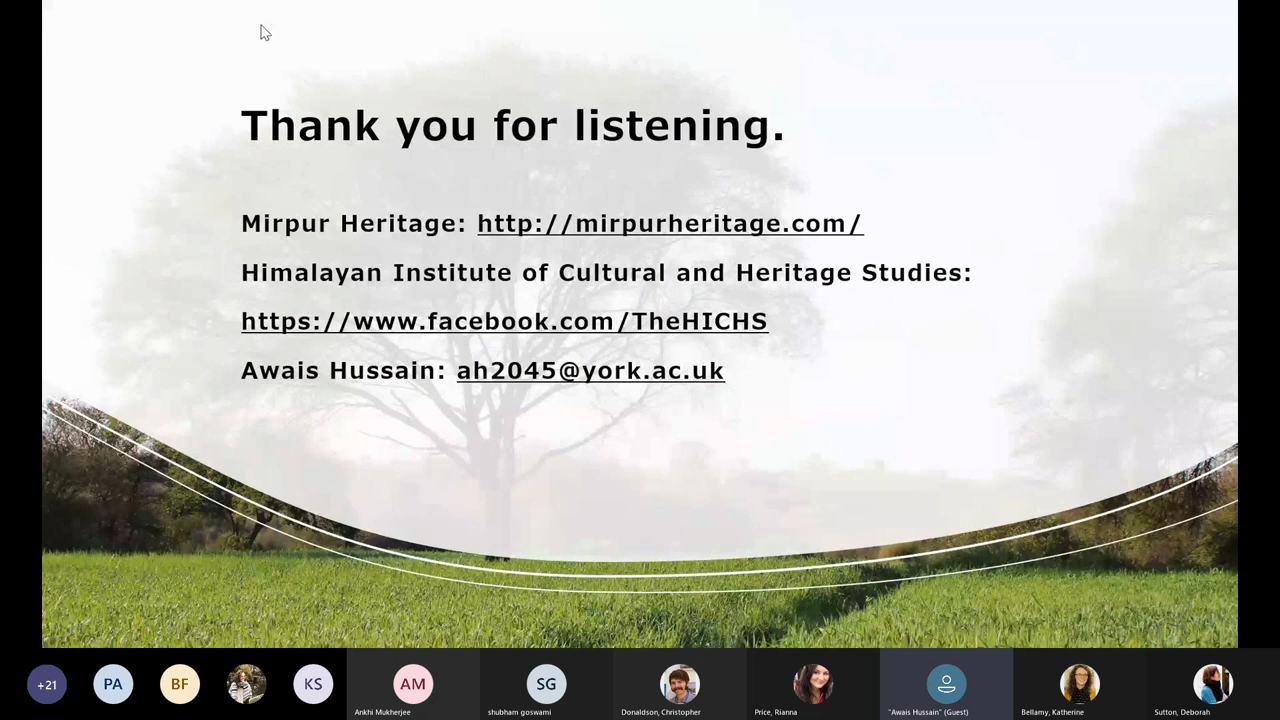 Thank you for listening.
Mirpur Heritage: http://mirpurheritage.com/
Himalayan Institute of Cultural and Heritage Studies:
https://www.facebook.com/TheHICHS
Awais Hussain: ah2045@york.ac.uk
+21
PA
BF
KS
AM
SG
Ankhi Mukherjee
shubham goswami
Donaldson, Christopher
Price, Rianna
"Awais Hussain" (Guest)
Bellamy, Katherine
Sutton, Deborah